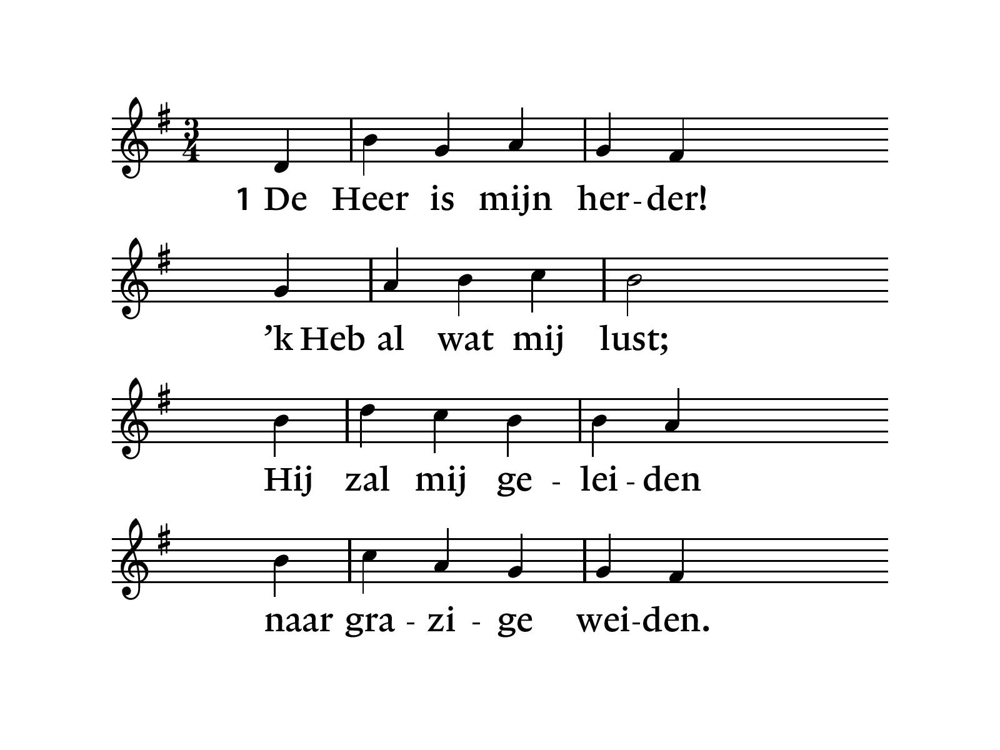 1 De Heer is mijn her-der!
’k Heb al wat mij lust;
Hij zal mij ge - lei - den
naar gra - zi - ge wei-den.